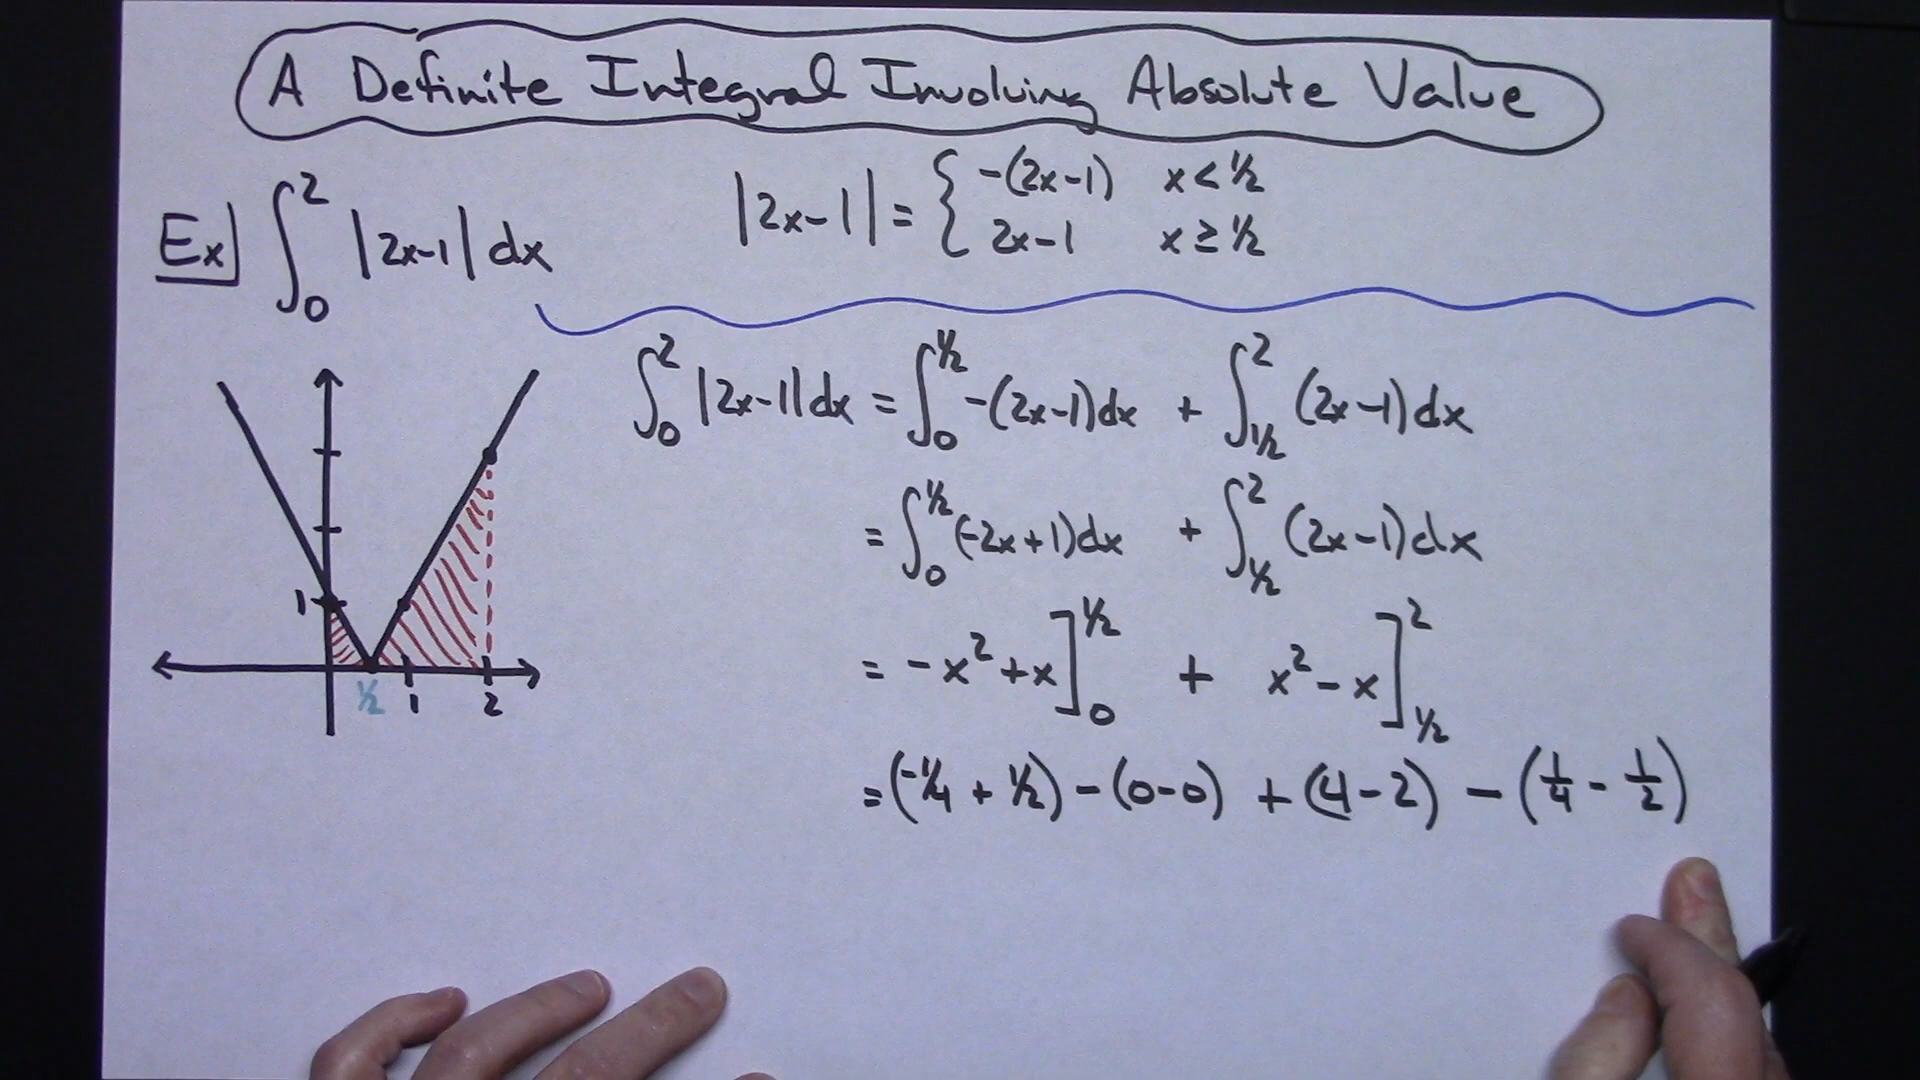 A Definite Integral Involving Absolute Value
Ex] ∫₀² |2x-1| dx
|2x-1| = { -(2x-1) x < ½
2x-1 x ≥ ½
∫₀² |2x-1| dx = ∫₀^½ -(2x-1)dx + ∫_½² (2x-1)dx
= ∫₀^½ (-2x+1)dx + ∫_½² (2x-1)dx
= -x² + x]₀^½ + x² - x]_½²
= (-¼ + ½) - (0-0) + (4-2) - (1/4 - 1/2)
1
½ 1 2